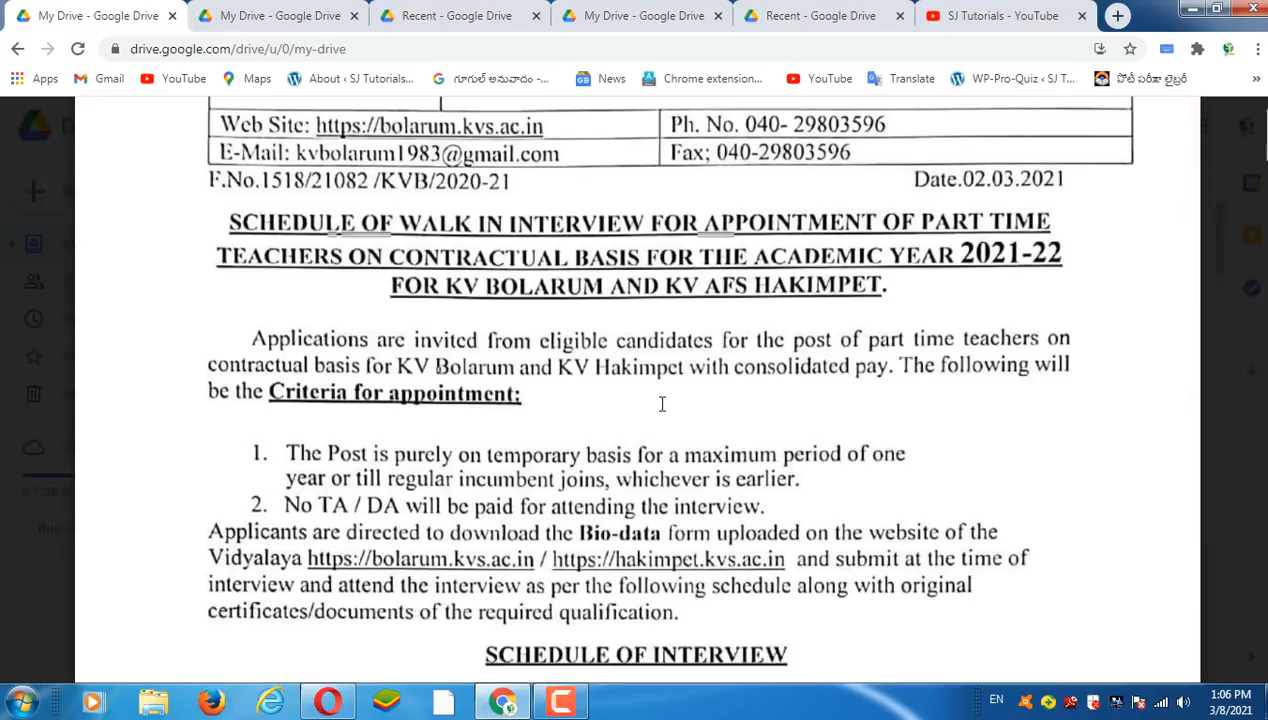 My Drive - Google Drive
My Drive - Google Drive
Recent - Google Drive
My Drive - Google Drive
Recent - Google Drive
SJ Tutorials - YouTube
drive.google.com/drive/u/0/my-drive
Apps
Gmail
YouTube
Maps
About ‹ SJ Tutorials...
గూగుల్ అనువాదం -...
News
Chrome extension...
YouTube
Translate
WP-Pro-Quiz ‹ SJ T...
పోటీ పరీక్షా లైబ్రరీ
Web Site: https://bolarum.kvs.ac.in
Ph. No. 040- 29803596
E-Mail: kvbolarum1983@gmail.com
Fax; 040-29803596
F.No.1518/21082 /KVB/2020-21
Date.02.03.2021
SCHEDULE OF WALK IN INTERVIEW FOR APPOINTMENT OF PART TIME
TEACHERS ON CONTRACTUAL BASIS FOR THE ACADEMIC YEAR 2021-22
FOR KV BOLARUM AND KV AFS HAKIMPET.
Applications are invited from eligible candidates for the post of part time teachers on
contractual basis for KV Bolarum and KV Hakimpet with consolidated pay. The following will
be the Criteria for appointment:
1. The Post is purely on temporary basis for a maximum period of one
year or till regular incumbent joins, whichever is earlier.
2. No TA / DA will be paid for attending the interview.
Applicants are directed to download the Bio-data form uploaded on the website of the
Vidyalaya https://bolarum.kvs.ac.in / https://hakimpet.kvs.ac.in and submit at the time of
interview and attend the interview as per the following schedule along with original
certificates/documents of the required qualification.
SCHEDULE OF INTERVIEW
EN
1:06 PM
3/8/2021